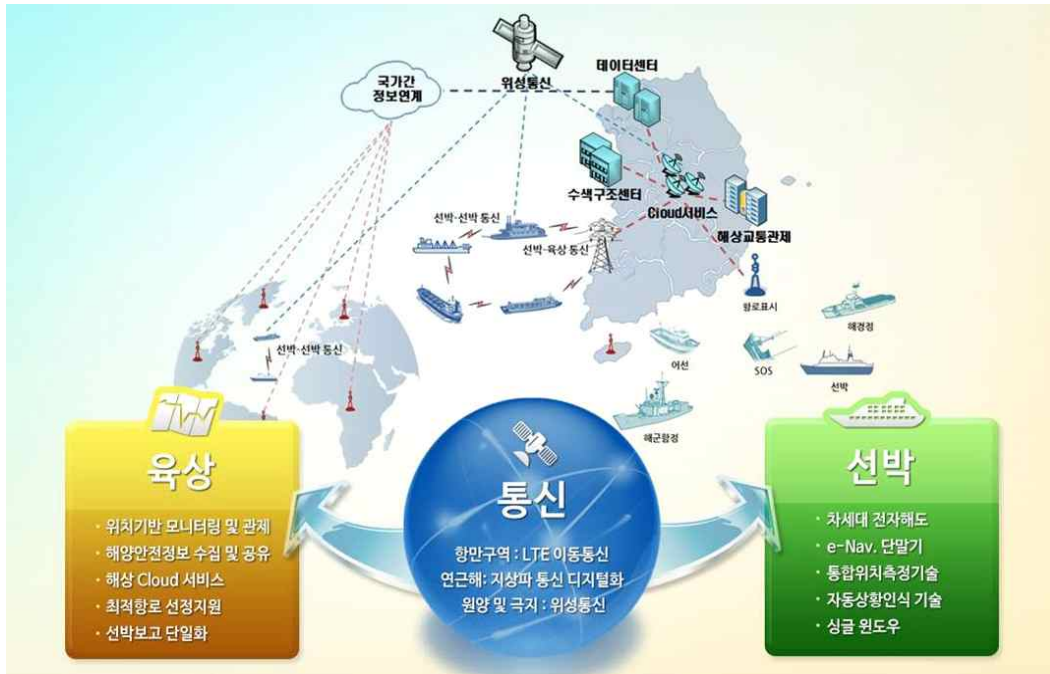 위성통신
데이터센터
국가간
정보연계
수색구조센터
Cloud서비스
해상교통관제
선박·선박 통신
선박·육상 통신
항로표시
해경정
선박·선박 통신
어선
SOS
선박
해군함정
육상
· 위치기반 모니터링 및 관제
· 해양안전정보 수집 및 공유
· 해상 Cloud 서비스
· 최적항로 선정지원
· 선박보고 단일화
통신
항만구역 : LTE 이동통신
연근해: 지상파 통신 디지털화
원양 및 극지 : 위성통신
선박
· 차세대 전자해도
· e-Nav. 단말기
· 통합위치측정기술
· 자동상황인식 기술
· 싱글 윈도우